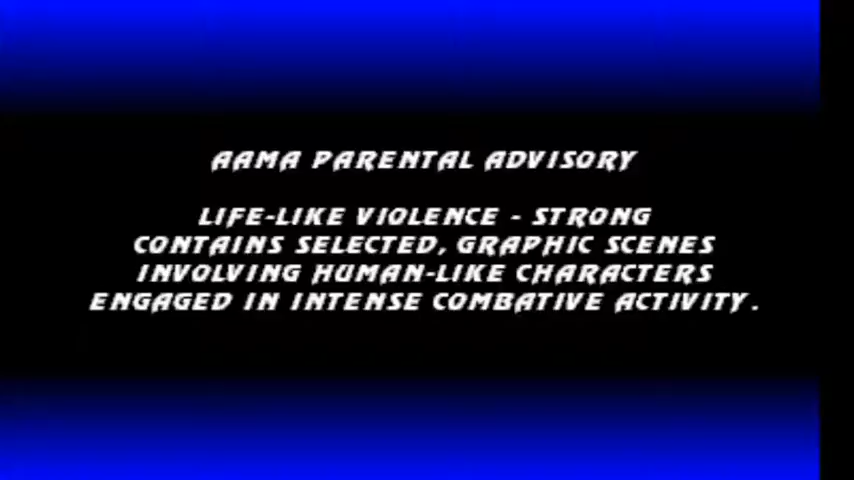 AAMA PARENTAL ADVISORY
LIFE-LIKE VIOLENCE - STRONG
CONTAINS SELECTED, GRAPHIC SCENES
INVOLVING HUMAN-LIKE CHARACTERS
ENGAGED IN INTENSE COMBATIVE ACTIVITY.